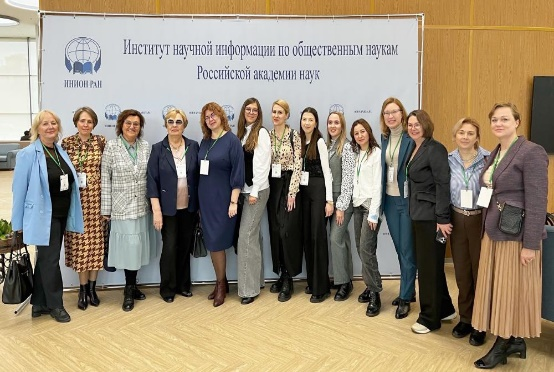 Институт научной информации по общественным наукам
Российской академии наук
ИНИОН РАН